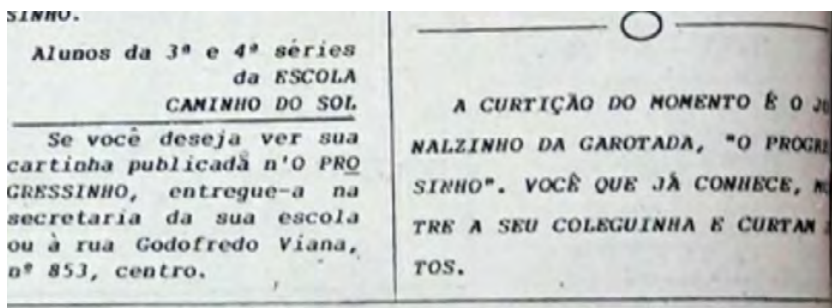 SINHO.
Alunos da 3ª e 4ª séries
da ESCOLA
CAMINHO DO SOL
Se você deseja ver sua
cartinha publicada n'O PRO
GRESSINHO, entregue-a na
secretaria da sua escola
ou à rua Godofredo Viana,
nº 853, centro.
A CURTIÇÃO DO MOMENTO É O
NALZINHO DA GAROTADA, "O PROGRE
SINHO". VOCÊ QUE JÁ CONHECE,
TRE A SEU COLEGUINHA E CURTAM
TOS.